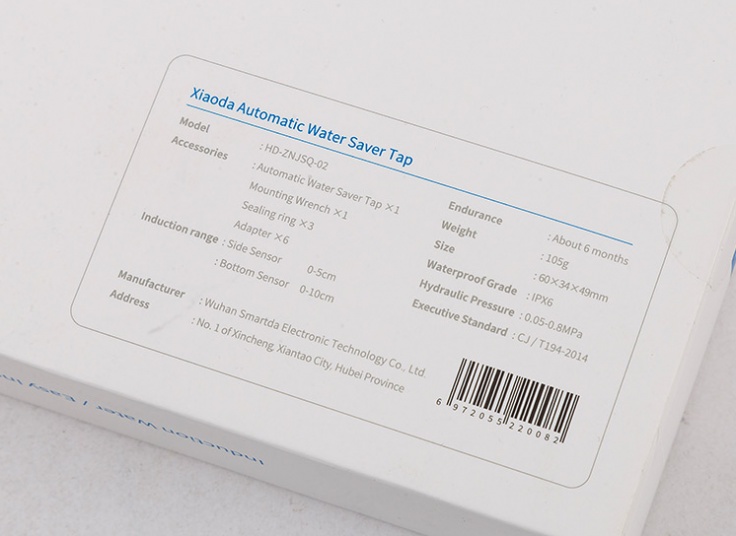 Xiaoda Automatic Water Saver Tap
Model : HD-ZNJSQ-02
Accessories : Automatic Water Saver Tap ×1
Mounting Wrench ×1
Sealing ring ×3
Adapter ×6
Induction range : Side Sensor 0-5cm
: Bottom Sensor 0-10cm
Manufacturer : Wuhan Smartda Electronic Technology Co., Ltd.
Address : No. 1 of Xincheng, Xiantao City, Hubei Province
Endurance : About 6 months
Weight : 105g
Size : 60×34×49mm
Waterproof Grade : IPX6
Hydraulic Pressure : 0.05-0.8MPa
Executive Standard : CJ / T194-2014
6 972055 220082
Induction Water / Easy